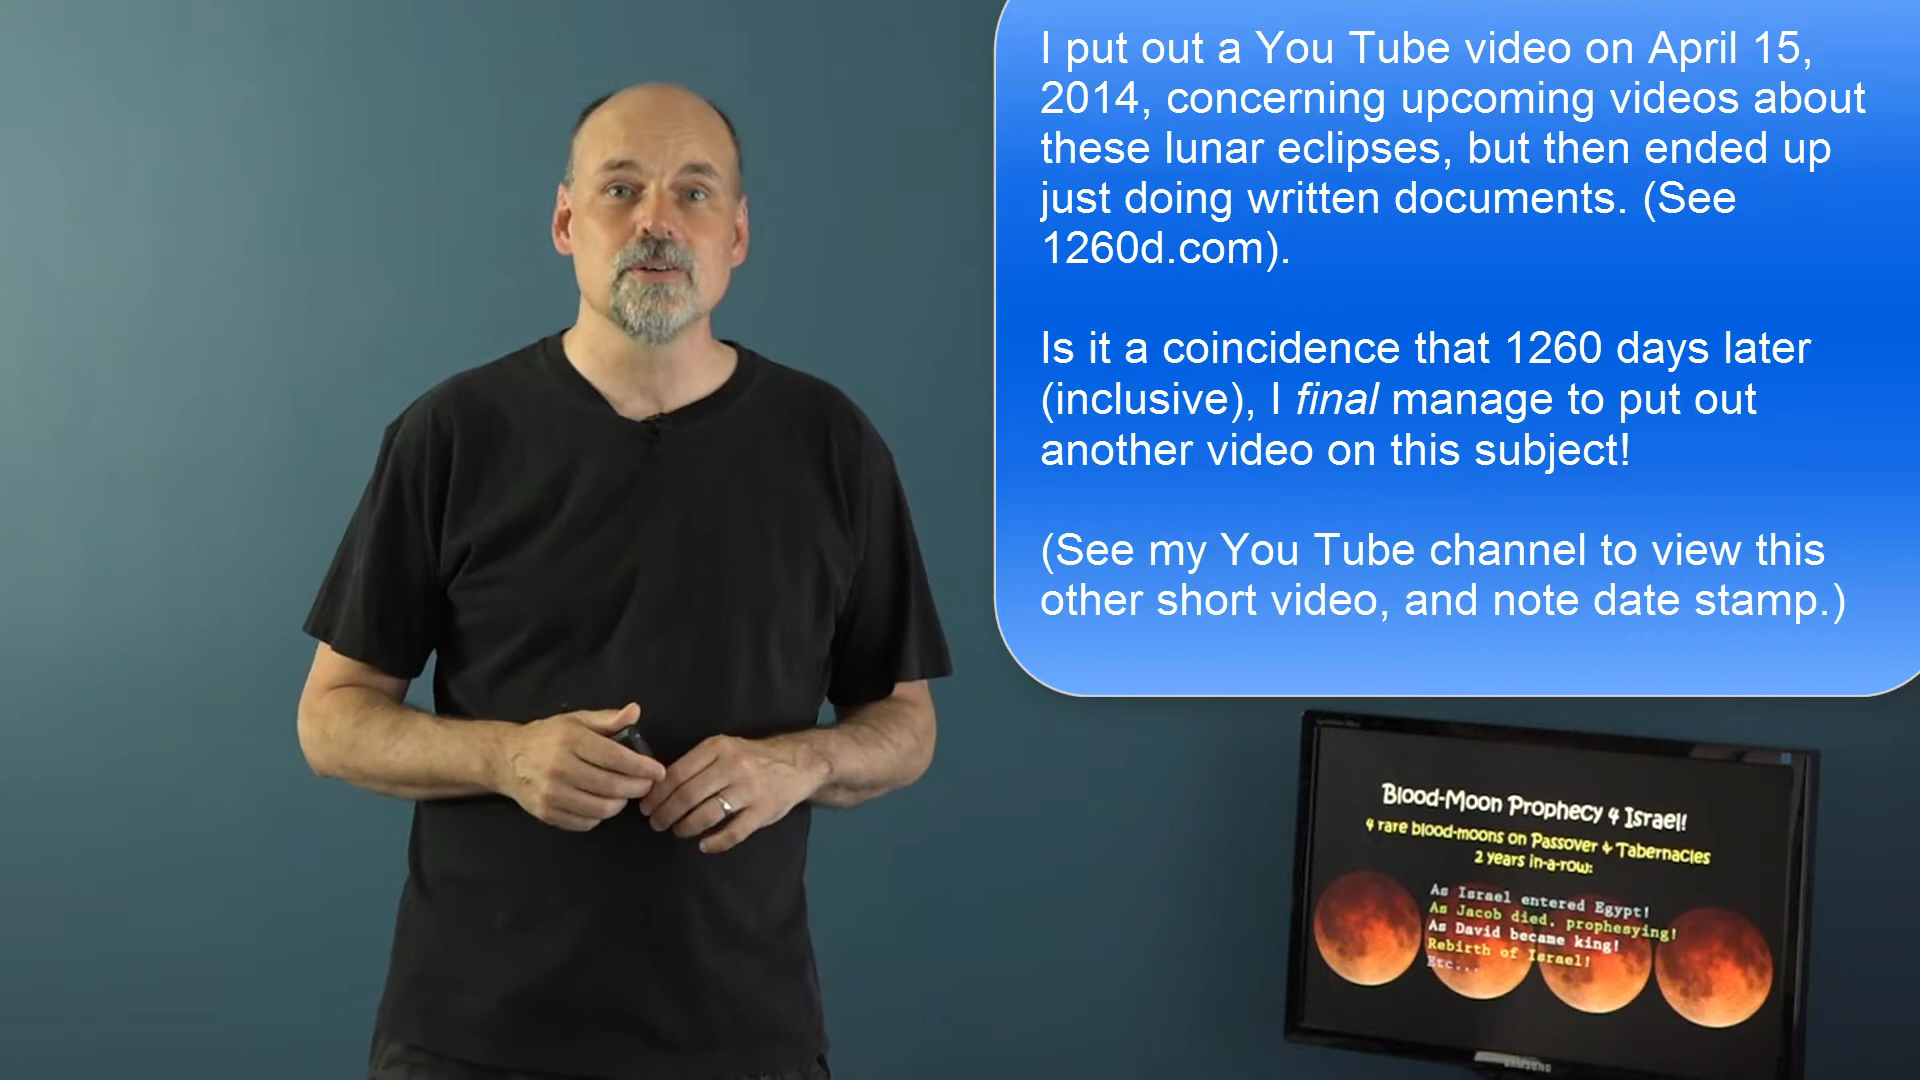 I put out a You Tube video on April 15,
2014, concerning upcoming videos about
these lunar eclipses, but then ended up
just doing written documents. (See
1260d.com).
Is it a coincidence that 1260 days later
(inclusive), I final manage to put out
another video on this subject!
(See my You Tube channel to view this
other short video, and note date stamp.)
Blood-Moon Prophecy 4 Israel!
4 rare blood-moons on Passover & Tabernacles
2 years in-a-row:
As Israel entered Egypt!
As Jacob died, prophesying!
As David became king!
Rebirth of Israel!
Etc...
SAMSUNG